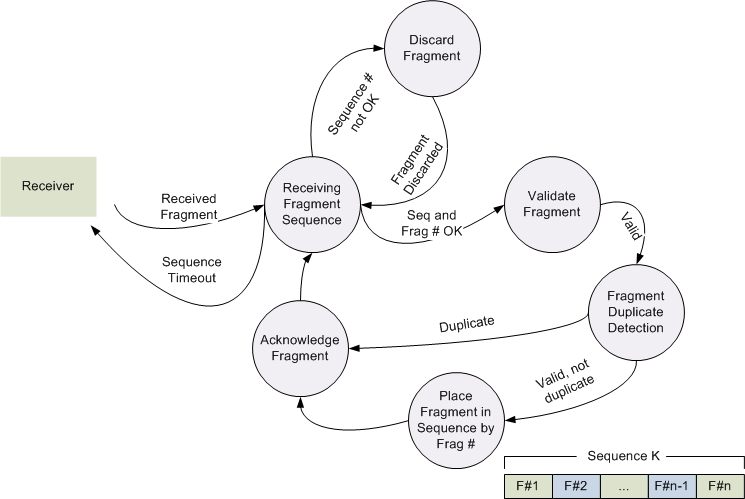 Discard
Fragment
Sequence #
not OK
Fragment
Discarded
Receiver
Received
Fragment
Receiving
Fragment
Sequence
Seq and
Frag # OK
Validate
Fragment
Valid
Sequence
Timeout
Fragment
Duplicate
Detection
Duplicate
Acknowledge
Fragment
Valid, not
duplicate
Place
Fragment in
Sequence by
Frag #
Sequence K
F#1 F#2 ... F#n-1 F#n